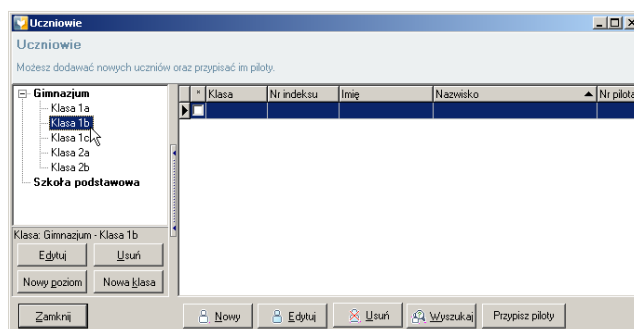 Uczniowie
Uczniowie
Możesz dodawać nowych uczniów oraz przypisać im piloty.
Gimnazjum
Klasa 1a
Klasa 1b
Klasa 1c
Klasa 2a
Klasa 2b
Szkoła podstawowa
* Klasa Nr indeksu Imię Nazwisko Nr pilota
Klasa: Gimnazjum - Klasa 1b
Edytuj Usuń
Nowy poziom Nowa klasa
Zamknij Nowy Edytuj Usuń Wyszukaj Przypisz piloty